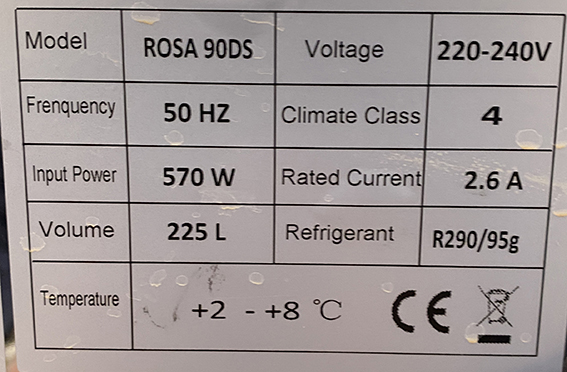 Model ROSA 90DS Voltage 220-240V
Frenquency 50 HZ Climate Class 4
Input Power 570 W Rated Current 2.6 A
Volume 225 L Refrigerant R290/95g
Temperature +2 - +8 °C CE